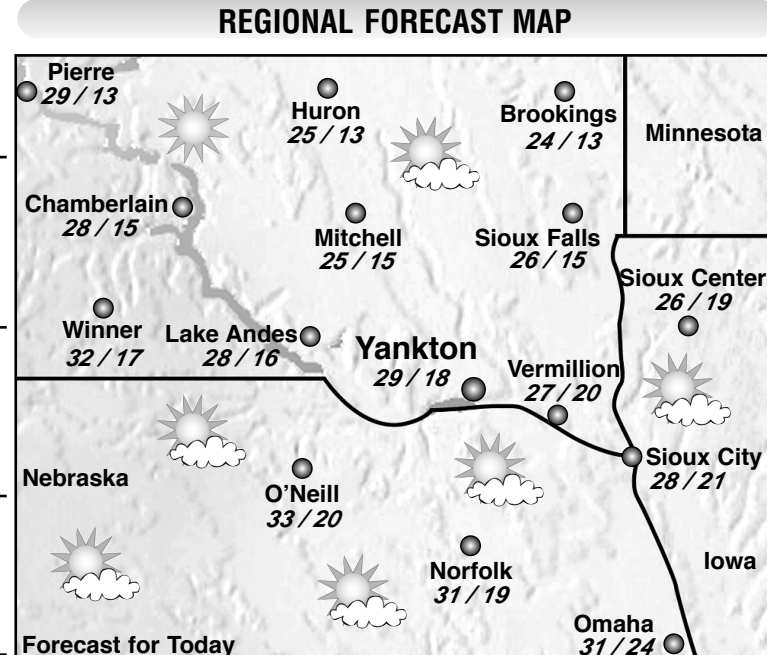 REGIONAL FORECAST MAP
Pierre
29 / 13
Huron
25 / 13
Brookings
24 / 13
Minnesota
Chamberlain
28 / 15
Mitchell
25 / 15
Sioux Falls
26 / 15
Sioux Center
26 / 19
Winner
32 / 17
Lake Andes
28 / 16
Yankton
29 / 18
Vermillion
27 / 20
Nebraska
O'Neill
33 / 20
Sioux City
28 / 21
Norfolk
31 / 19
Iowa
Omaha
31 / 24
Forecast for Today